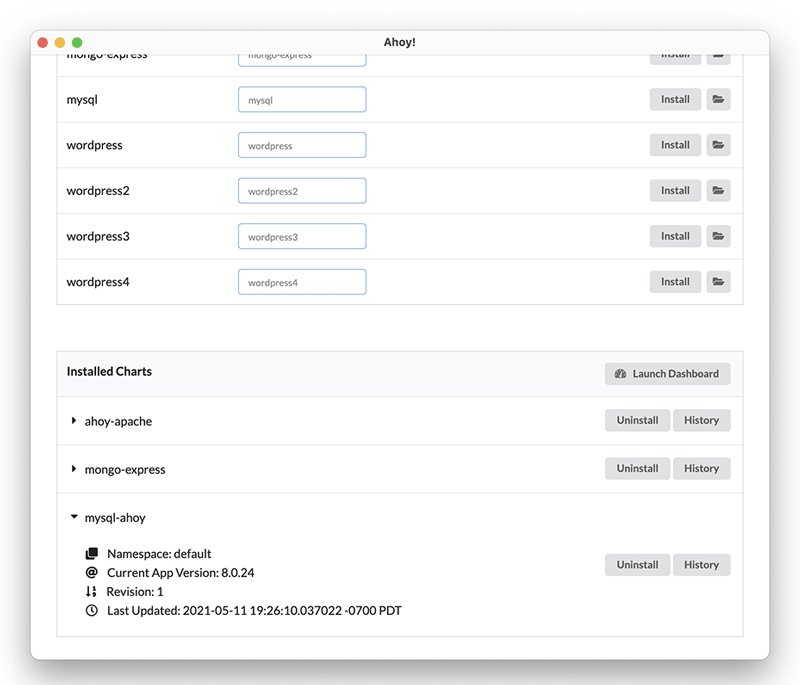 Ahoy!
mongo-express mongo-express Install
mysql mysql Install
wordpress wordpress Install
wordpress2 wordpress2 Install
wordpress3 wordpress3 Install
wordpress4 wordpress4 Install
Installed Charts Launch Dashboard
ahoy-apache Uninstall History
mongo-express Uninstall History
mysql-ahoy
Namespace: default
Current App Version: 8.0.24 Uninstall History
Revision: 1
Last Updated: 2021-05-11 19:26:10.037022 -0700 PDT